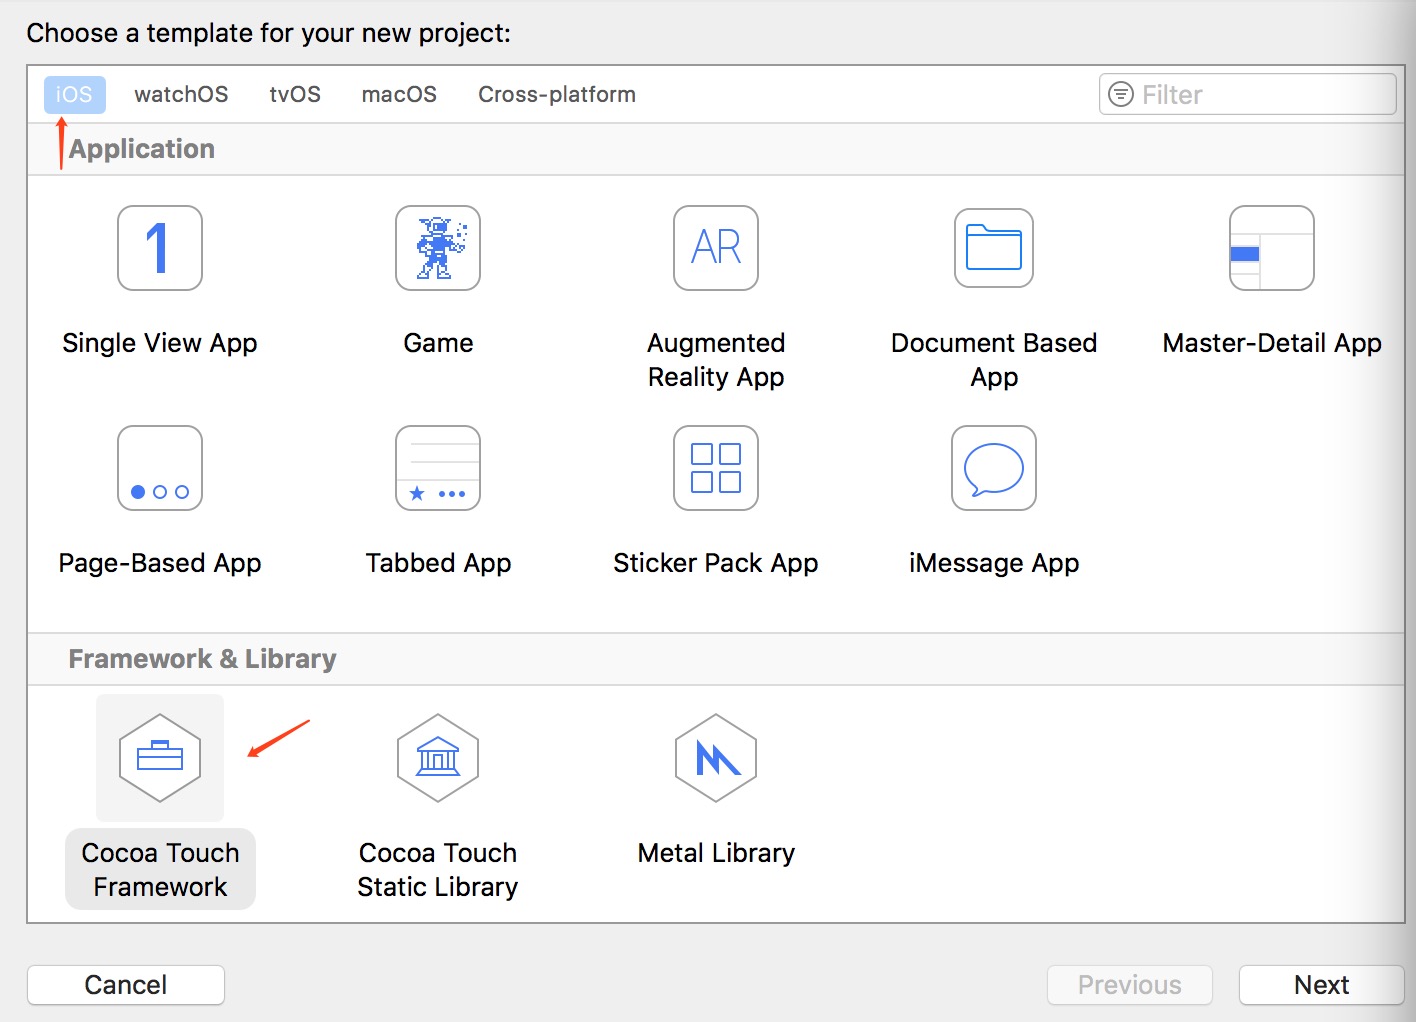 Choose a template for your new project:
iOS watchOS tvOS macOS Cross-platform Filter
Application
1 AR
Single View App Game Augmented Document Based Master-Detail App
Reality App App
Page-Based App Tabbed App Sticker Pack App iMessage App
Framework & Library
Cocoa Touch Cocoa Touch Metal Library
Framework Static Library
Cancel Previous Next